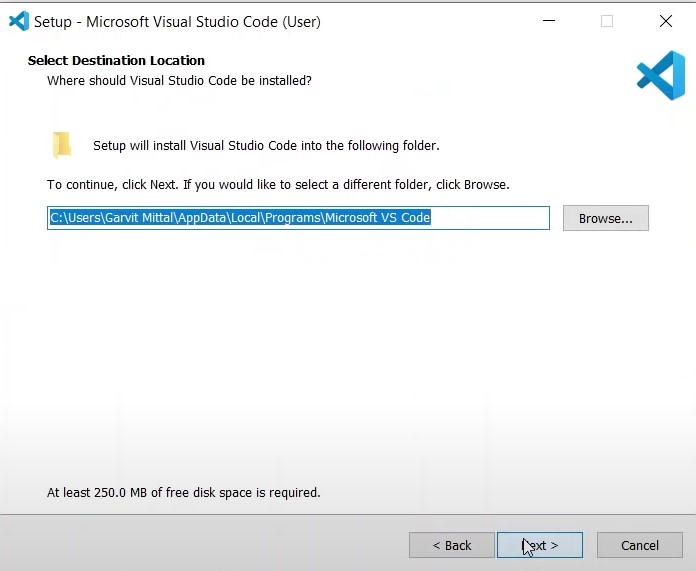 Setup - Microsoft Visual Studio Code (User)
Select Destination Location
Where should Visual Studio Code be installed?
Setup will install Visual Studio Code into the following folder.
To continue, click Next. If you would like to select a different folder, click Browse.
C:\Users\Garvit Mittal\AppData\Local\Programs\Microsoft VS Code
Browse...
At least 250.0 MB of free disk space is required.
< Back
Next >
Cancel